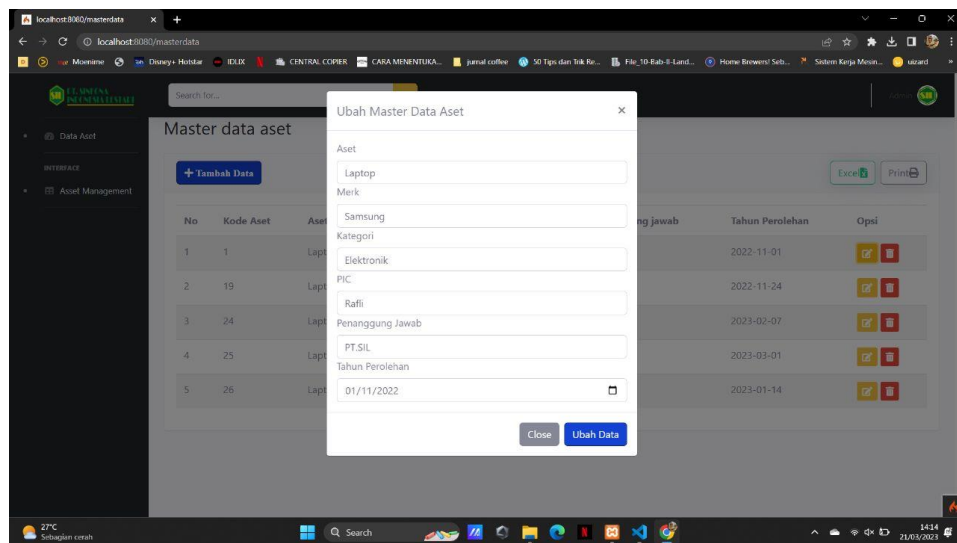 localhost:8080/masterdata
localhost:8080/masterdata
Moenime
Disney+ Hotstar
IDLIX
CENTRAL COPIER
CARA MENENTUKA...
jurnal coffee
50 Tips dan Trik Re...
File_10-Bab-II-Land...
Home Brewers! Seb...
Sistem Kerja Mesin...
uizard
INDONESIA LESTARI
Search for...
Admin
Data Aset
INTERFACE
Asset Management
Master data aset
Tambah Data
Excel
Print
No Kode Aset Aset ng jawab Tahun Perolehan Opsi
1 1 Lapt 2022-11-01
2 19 Lapt 2022-11-24
3 24 Lapt 2023-02-07
4 25 Lapt 2023-03-01
5 26 Lapt 2023-01-14
Ubah Master Data Aset
Aset
Laptop
Merk
Samsung
Kategori
Elektronik
PIC
Rafli
Penanggung Jawab
PT.SIL
Tahun Perolehan
01/11/2022
Close
Ubah Data
27°C
Sebagian cerah
Search
14:14
21/03/2023